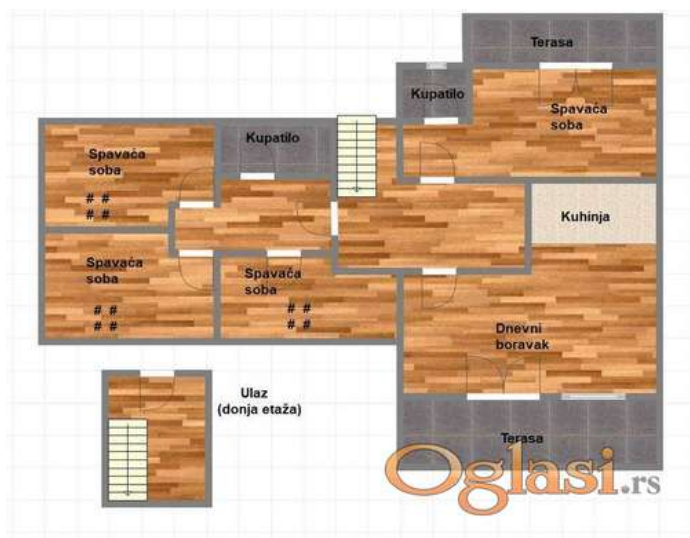 Terasa
Kupatilo
Spavaća
soba
Kupatilo
Spavaća
soba
# #
# #
Kuhinja
Spavaća
soba
# #
# #
Spavaća
soba
# #
# #
Dnevni
boravak
Ulaz
(donja etaža)
Terasa
Oglasi.rs